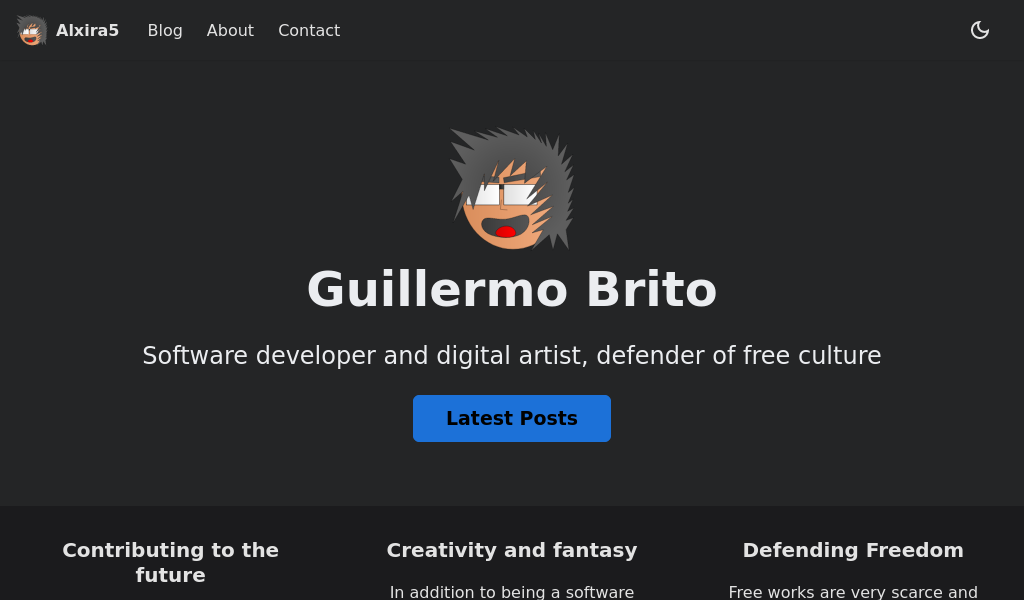 Alxira5 Blog About Contact
Guillermo Brito
Software developer and digital artist, defender of free culture
Latest Posts
Contributing to the
future
Creativity and fantasy
In addition to being a software
Defending Freedom
Free works are very scarce and